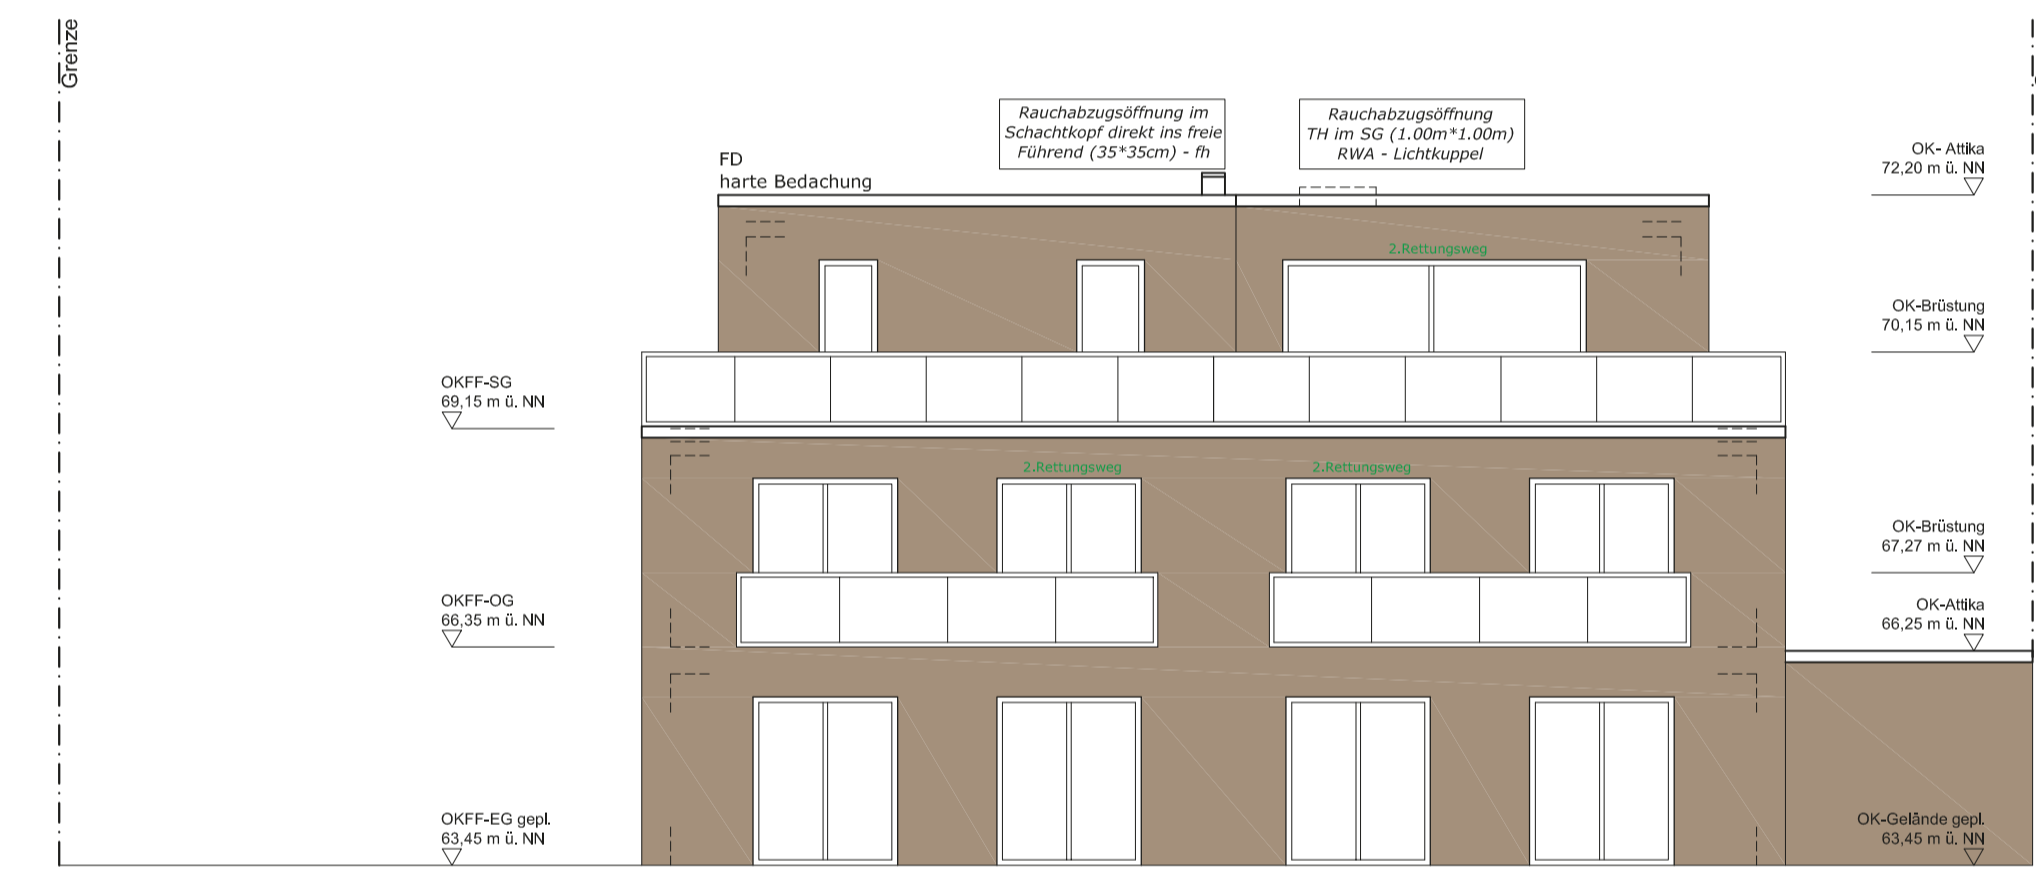 Grenze
Rauchabzugsöffnung im
Schachtkopf direkt ins freie
Führend (35*35cm) - fh
Rauchabzugsöffnung
TH im SG (1.00m*1.00m)
RWA - Lichtkuppel
FD
harte Bedachung
OK- Attika
72,20 m ü. NN
2.Rettungsweg
OK-Brüstung
70,15 m ü. NN
OKFF-SG
69,15 m ü. NN
2.Rettungsweg
2.Rettungsweg
OK-Brüstung
67,27 m ü. NN
OKFF-OG
66,35 m ü. NN
OK-Attika
66,25 m ü. NN
OKFF-EG gepl.
63,45 m ü. NN
OK-Gelände gepl.
63,45 m ü. NN